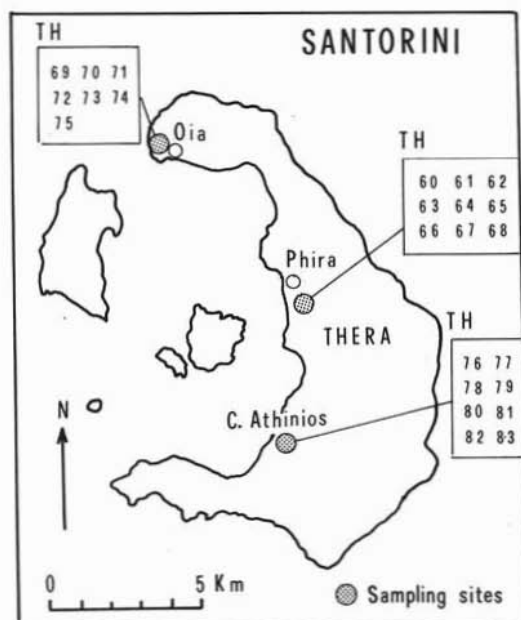 SANTORINI
TH
69 70 71
72 73 74
75
Oia
TH
60 61 62
63 64 65
66 67 68
Phira
THERA
TH
76 77
78 79
80 81
82 83
C. Athinios
N
0 5 Km
Sampling sites